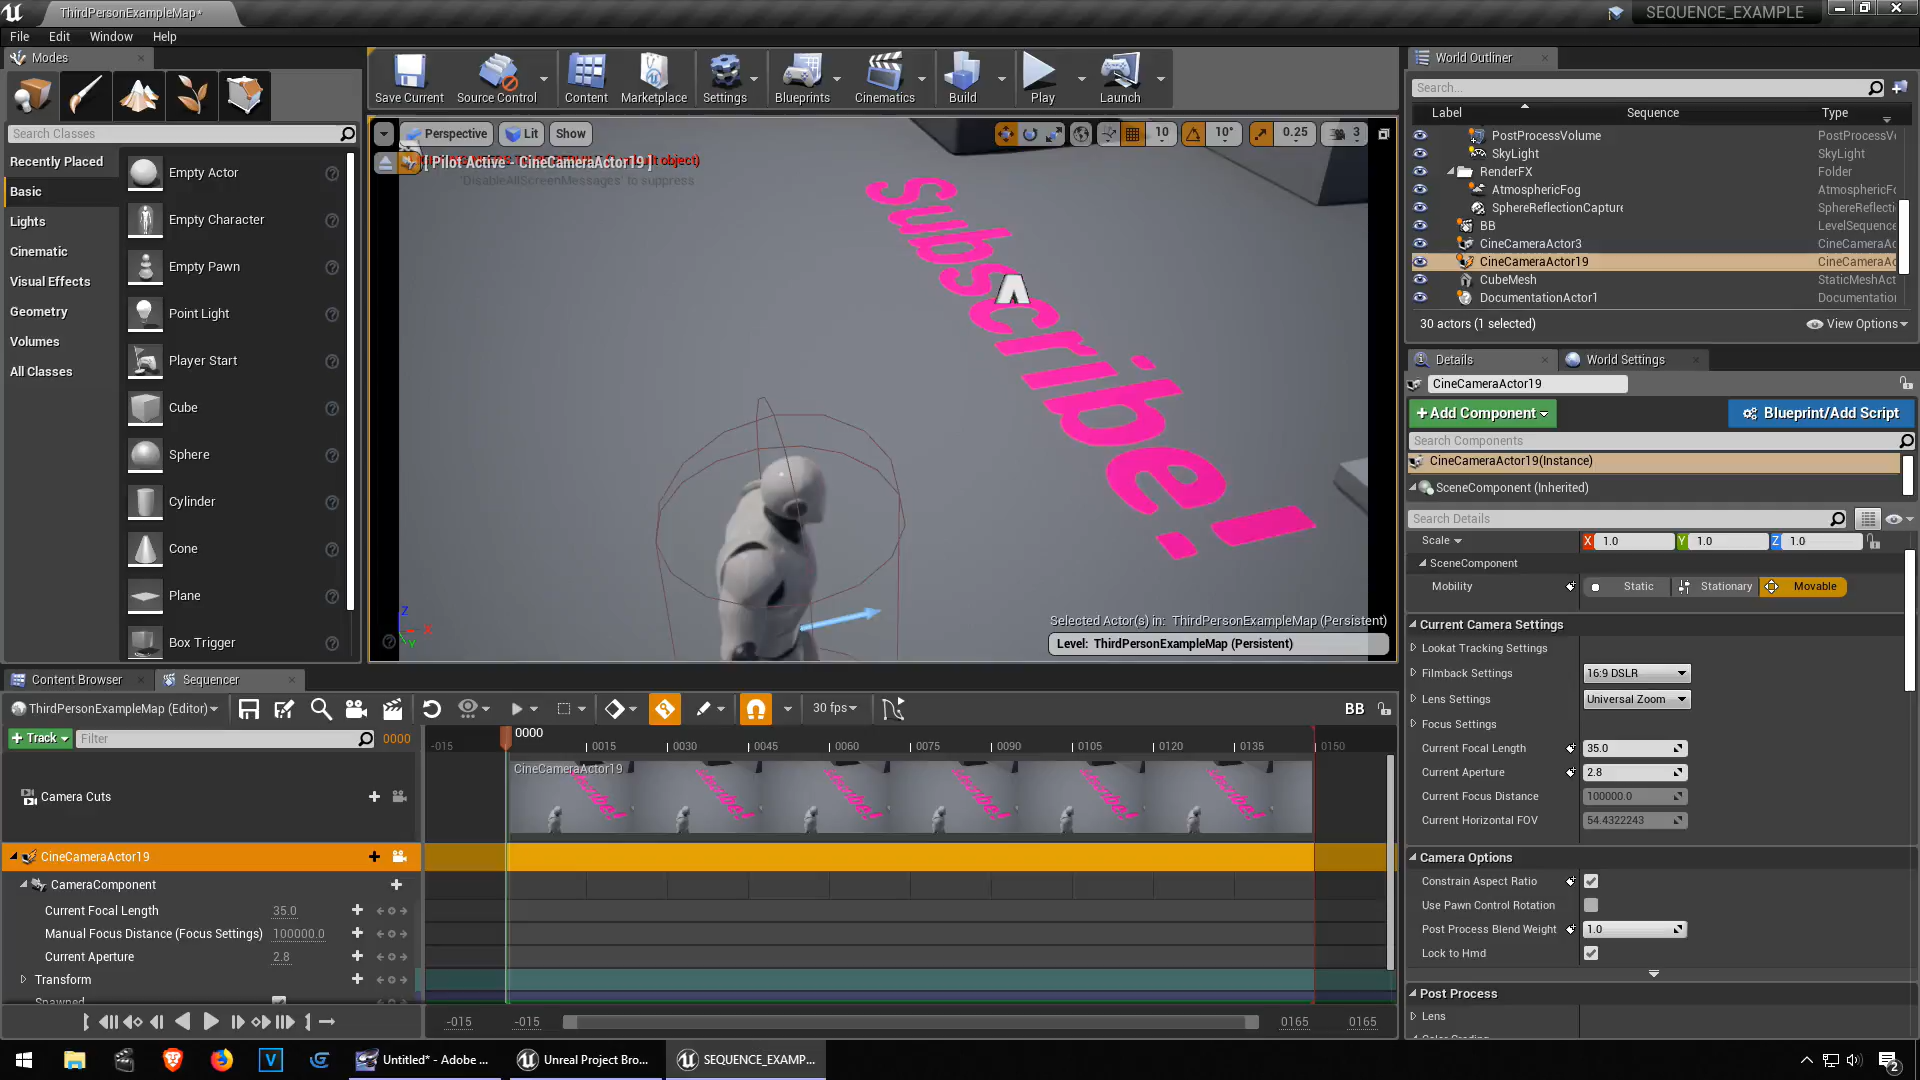 ThirdPersonExampleMap*
SEQUENCE_EXAMPLE
File Edit Window Help
Modes
Search Classes
Recently Placed
Basic
Lights
Cinematic
Visual Effects
Geometry
Volumes
All Classes
Empty Actor
Empty Character
Empty Pawn
Point Light
Player Start
Cube
Sphere
Cylinder
Cone
Plane
Box Trigger
Save Current
Source Control
Content
Marketplace
Settings
Blueprints
Cinematics
Build
Play
Launch
Perspective Lit Show
10 10° 0.25 3
[ Pilot Active - CineCameraActor19 ]
object)
'DisableAllScreenMessages' to suppress
Subscribe!
Z X Y
Selected Actor(s) in: ThirdPersonExampleMap (Persistent)
Level: ThirdPersonExampleMap (Persistent)
World Outliner
Search...
Label Sequence Type
PostProcessVolume PostProcessV
SkyLight SkyLight
RenderFX Folder
AtmosphericFog AtmosphericFo
SphereReflectionCapture SphereReflecti
BB LevelSequence
CineCameraActor3 CineCameraAc
CineCameraActor19 CineCameraAc
CubeMesh StaticMeshAct
DocumentationActor1 Documentation
30 actors (1 selected)
View Options
Details
World Settings
CineCameraActor19
+ Add Component
Blueprint/Add Script
Search Components
CineCameraActor19(Instance)
SceneComponent (Inherited)
Search Details
Scale X 1.0 Y 1.0 Z 1.0
SceneComponent
Mobility Static Stationary Movable
Current Camera Settings
Lookat Tracking Settings
Filmback Settings 16:9 DSLR
Lens Settings Universal Zoom
Focus Settings
Current Focal Length 35.0
Current Aperture 2.8
Current Focus Distance 100000.0
Current Horizontal FOV 54.4322243
Camera Options
Constrain Aspect Ratio
Use Pawn Control Rotation
Post Process Blend Weight 1.0
Lock to Hmd
Post Process
Lens
Content Browser
Sequencer
ThirdPersonExampleMap (Editor)
30 fps
BB
+ Track
Filter
0000
-015 0000 0015 0030 0045 0060 0075 0090 0105 0120 0135 0150
Camera Cuts
CineCameraActor19
CineCameraActor19
CameraComponent
Current Focal Length 35.0
Manual Focus Distance (Focus Settings) 100000.0
Current Aperture 2.8
Transform
Spawned
-015 -015 0165 0165
Untitled* - Adobe ...
Unreal Project Bro...
SEQUENCE_EXAMP...
2